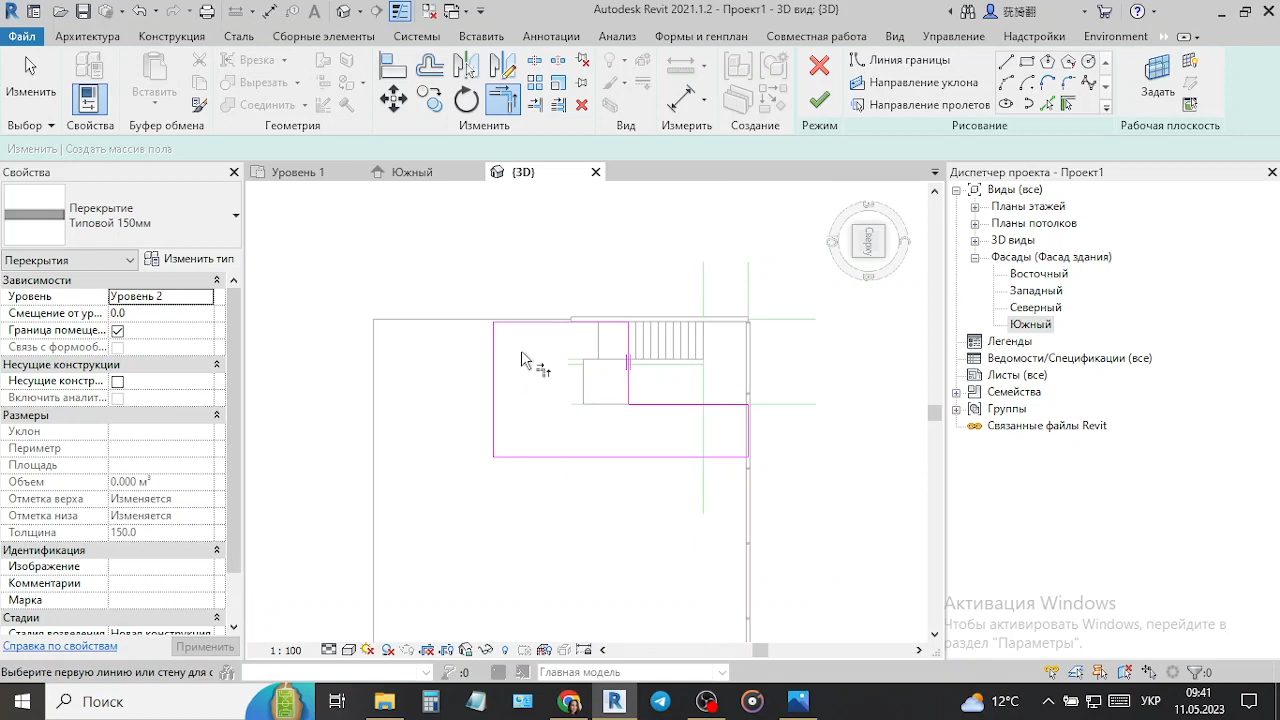 Autodesk Revit 2021.1.2 - Проект1 - 3D вид: {3D}
Файл Архитектура Конструкция Сталь Сборные элементы Системы Вставить Аннотации Анализ Формы и генплан Совместная работа Вид Управление Надстройки Environment
Изменить
Вставить
Врезка
Вырезать
Соединить
Линия границы
Направление уклона
Направление пролетов
Задать
Выбор Свойства Буфер обмена Геометрия Изменить Вид Измерить Создание Режим Рисование Рабочая плоскость
Изменить | Создать массив пола
Свойства
Уровень 1 Южный {3D}
Диспетчер проекта - Проект1
Перекрытие
Типовой 150мм
Перекрытия Изменить тип
Зависимости
Уровень Уровень 2
Смещение от ур... 0.0
Граница помеще...
Связь с формооб...
Несущие конструкции
Несущие констр...
Включить аналит...
Размеры
Уклон
Периметр
Площадь
Объем 0.000 м³
Отметка верха Изменяется
Отметка низа Изменяется
Толщина 150.0
Идентификация
Изображение
Комментарии
Марка
Стадии
Стадия возведения Новая конструкция
Справка по свойствам Применить
Сверху
Виды (все)
Планы этажей
Планы потолков
3D виды
Фасады (Фасад здания)
Восточный
Западный
Северный
Южный
Легенды
Ведомости/Спецификации (все)
Листы (все)
Семейства
Группы
Связанные файлы Revit
Активация Windows
Чтобы активировать Windows, перейдите в
раздел "Параметры".
1 : 100
Выберите первую линию или стену для о
:0
Главная модель
:0
Поиск
12°C
УКР
09:41
11.05.2023